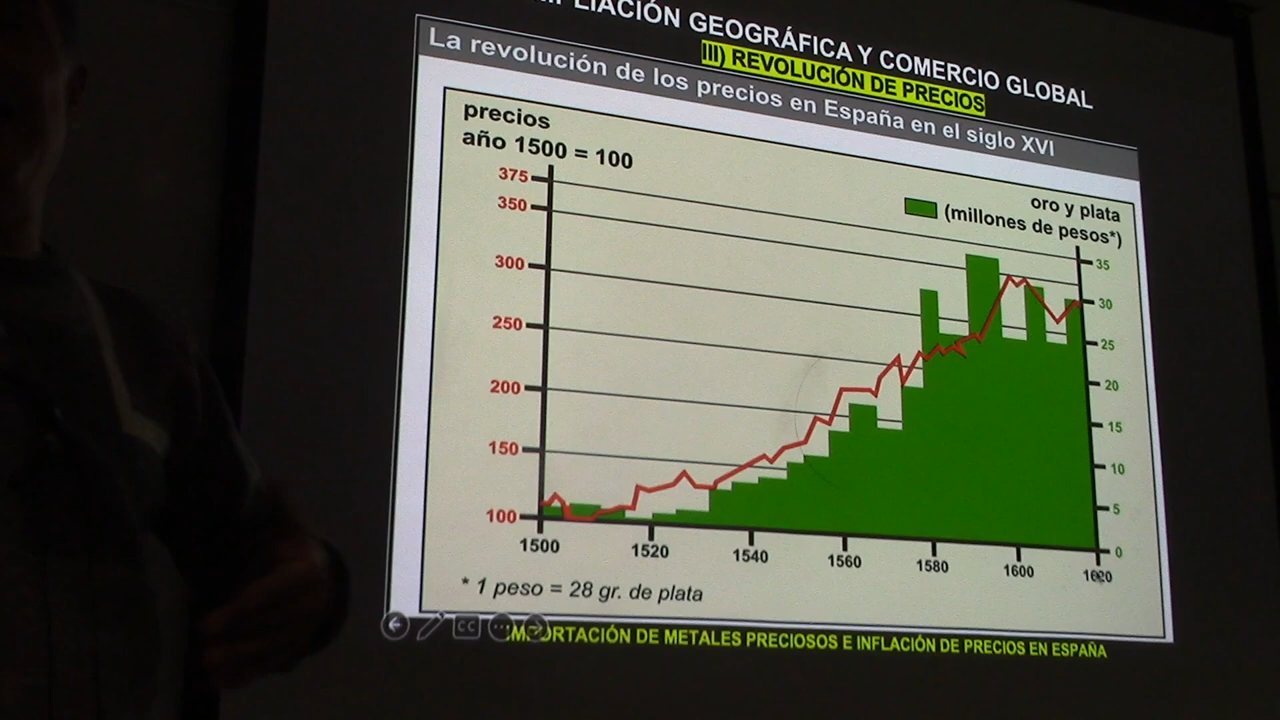 GEOGRÁFICA Y COMERCIO GLOBAL
III) REVOLUCIÓN DE PRECIOS
La revolución de los precios en España en el siglo XVI
precios
año 1500 = 100
oro y plata
(millones de pesos*)
375
350
300
250
200
150
100
35
30
25
20
15
10
5
0
1500
1520
1540
1560
1580
1600
1620
* 1 peso = 28 gr. de plata
CC
IMPORTACIÓN DE METALES PRECIOSOS E INFLACIÓN DE PRECIOS EN ESPAÑA